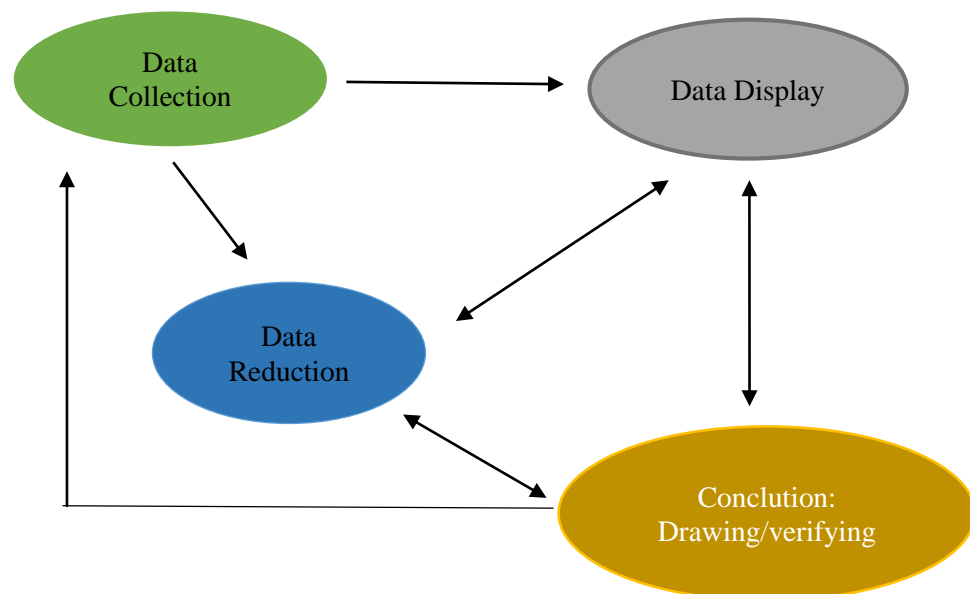 Data
Collection
Data Display
Data
Reduction
Conclution:
Drawing/verifying